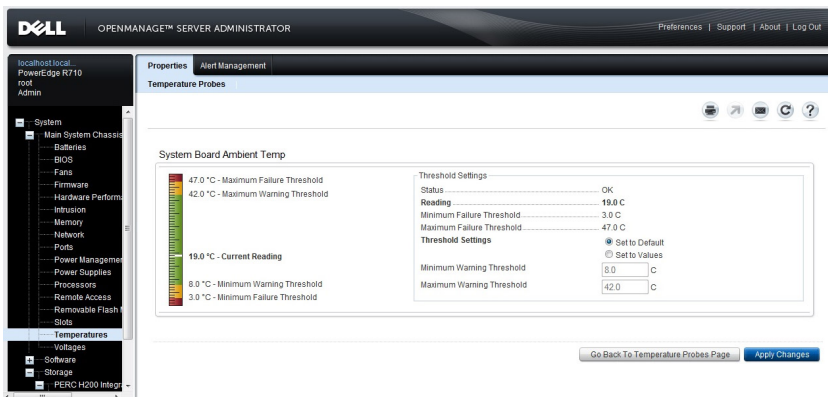 DELL OPENMANAGE™ SERVER ADMINISTRATOR
Preferences | Support | About | Log Out
localhost.local...
PowerEdge R710
root
Admin
Properties Alert Management
Temperature Probes
System
Main System Chassis
Batteries
BIOS
Fans
Firmware
Hardware Performa
Intrusion
Memory
Network
Ports
Power Managemen
Power Supplies
Processors
Remote Access
Removable Flash M
Slots
Temperatures
Voltages
Software
Storage
PERC H200 Integra
System Board Ambient Temp
47.0 °C - Maximum Failure Threshold
42.0 °C - Maximum Warning Threshold
19.0 °C - Current Reading
8.0 °C - Minimum Warning Threshold
3.0 °C - Minimum Failure Threshold
Threshold Settings
Status OK
Reading 19.0 C
Minimum Failure Threshold 3.0 C
Maximum Failure Threshold 47.0 C
Threshold Settings Set to Default
Set to Values
Minimum Warning Threshold 8.0 C
Maximum Warning Threshold 42.0 C
Go Back To Temperature Probes Page Apply Changes